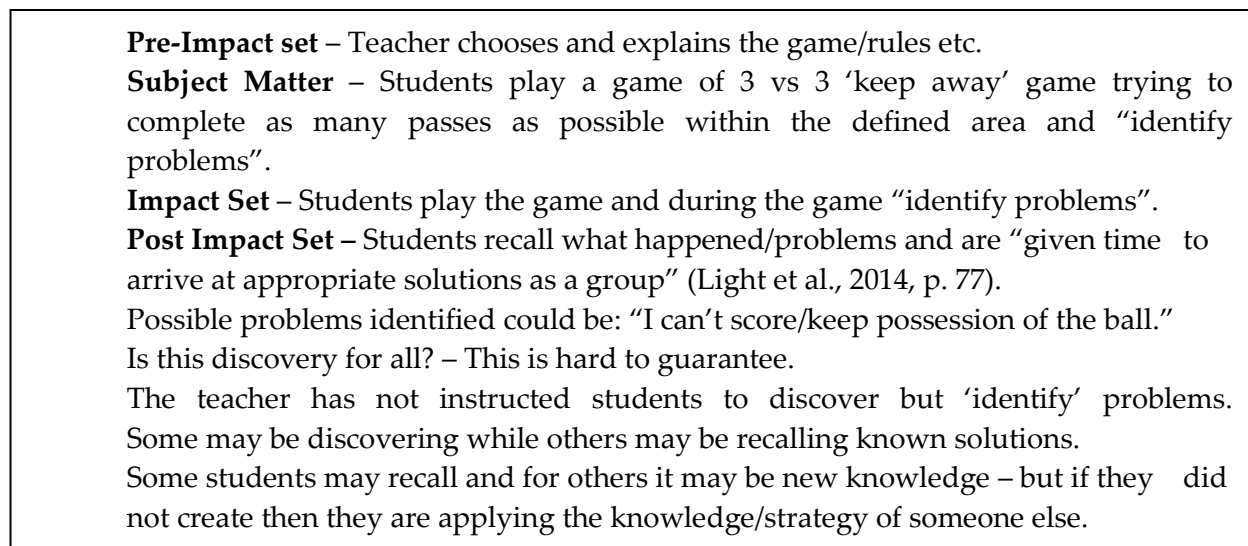 Pre-Impact set – Teacher chooses and explains the game/rules etc.
Subject Matter – Students play a game of 3 vs 3 ‘keep away’ game trying to
complete as many passes as possible within the defined area and “identify
problems”.
Impact Set – Students play the game and during the game “identify problems”.
Post Impact Set – Students recall what happened/problems and are “given time to
arrive at appropriate solutions as a group” (Light et al., 2014, p. 77).
Possible problems identified could be: “I can’t score/keep possession of the ball.”
Is this discovery for all? – This is hard to guarantee.
The teacher has not instructed students to discover but ‘identify’ problems.
Some may be discovering while others may be recalling known solutions.
Some students may recall and for others it may be new knowledge – but if they did
not create then they are applying the knowledge/strategy of someone else.